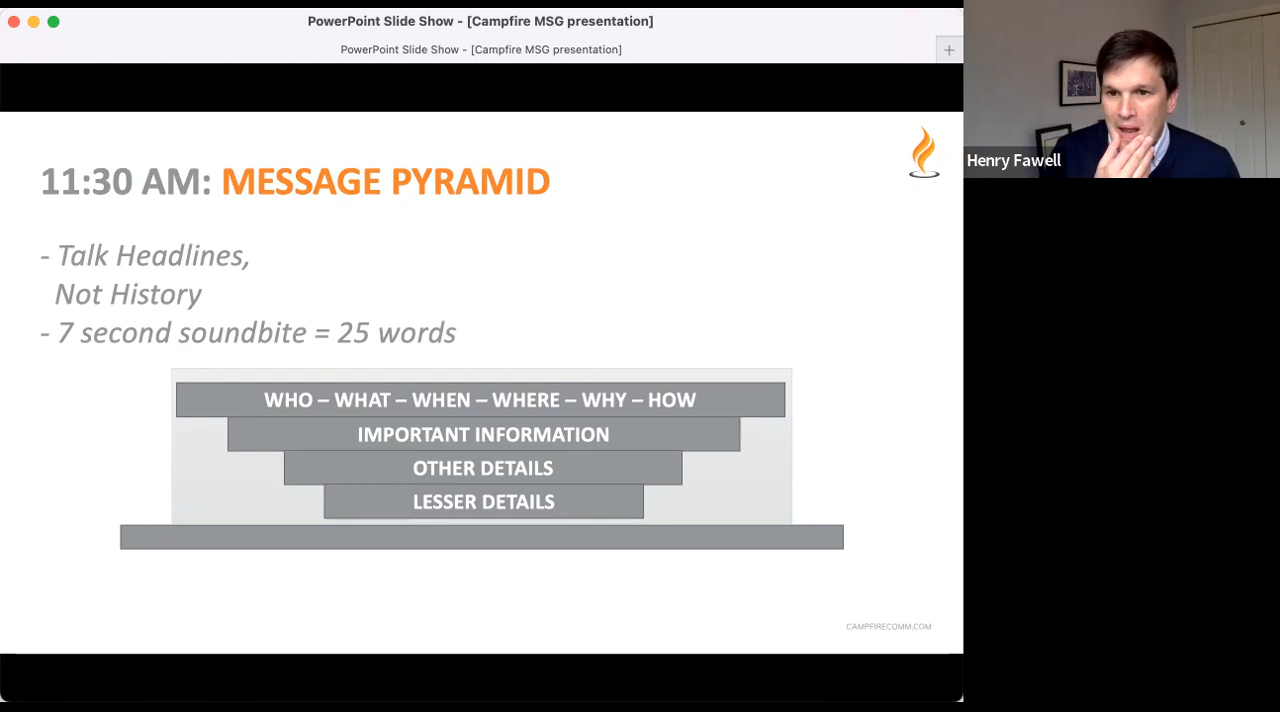 PowerPoint Slide Show - [Campfire MSG presentation]
PowerPoint Slide Show - [Campfire MSG presentation]
11:30 AM: MESSAGE PYRAMID
- Talk Headlines,
Not History
- 7 second soundbite = 25 words
WHO – WHAT – WHEN – WHERE – WHY – HOW
IMPORTANT INFORMATION
OTHER DETAILS
LESSER DETAILS
CAMPFIRECOMM.COM
Henry Fawell